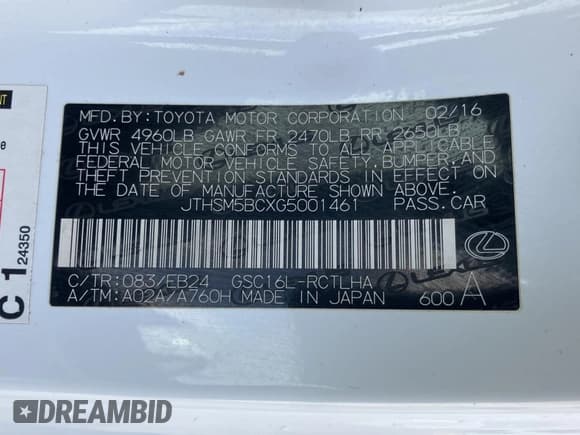 MFD. BY: TOYOTA MOTOR CORPORATION 02/16
GVWR 4960LB GAWR FR 2470LB RR 2650LB
THIS VEHICLE CONFORMS TO ALL APPLICABLE
FEDERAL MOTOR VEHICLE SAFETY, BUMPER, AND
THEFT PREVENTION STANDARDS IN EFFECT ON
THE DATE OF MANUFACTURE SHOWN ABOVE.
JTHSM5BCXG5001461 PASS. CAR
C/TR: 083/EB24 GSC16L-RCTLHA
A/TM: A02A/A760H MADE IN JAPAN 600 A
C 1
24350
LEXUS
DREAMBID